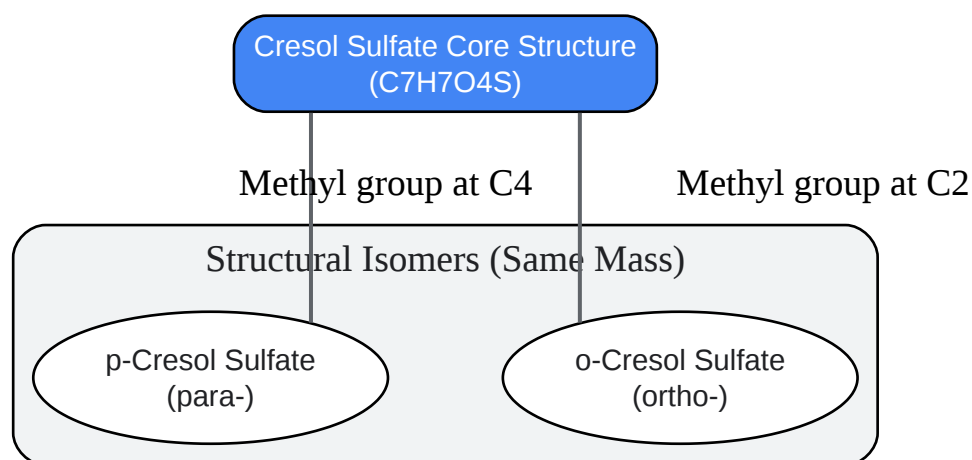 Cresol Sulfate Core Structure
(C7H7O4S)
Methyl group at C4
Methyl group at C2
Structural Isomers (Same Mass)
p-Cresol Sulfate
(para-)
o-Cresol Sulfate
(ortho-)